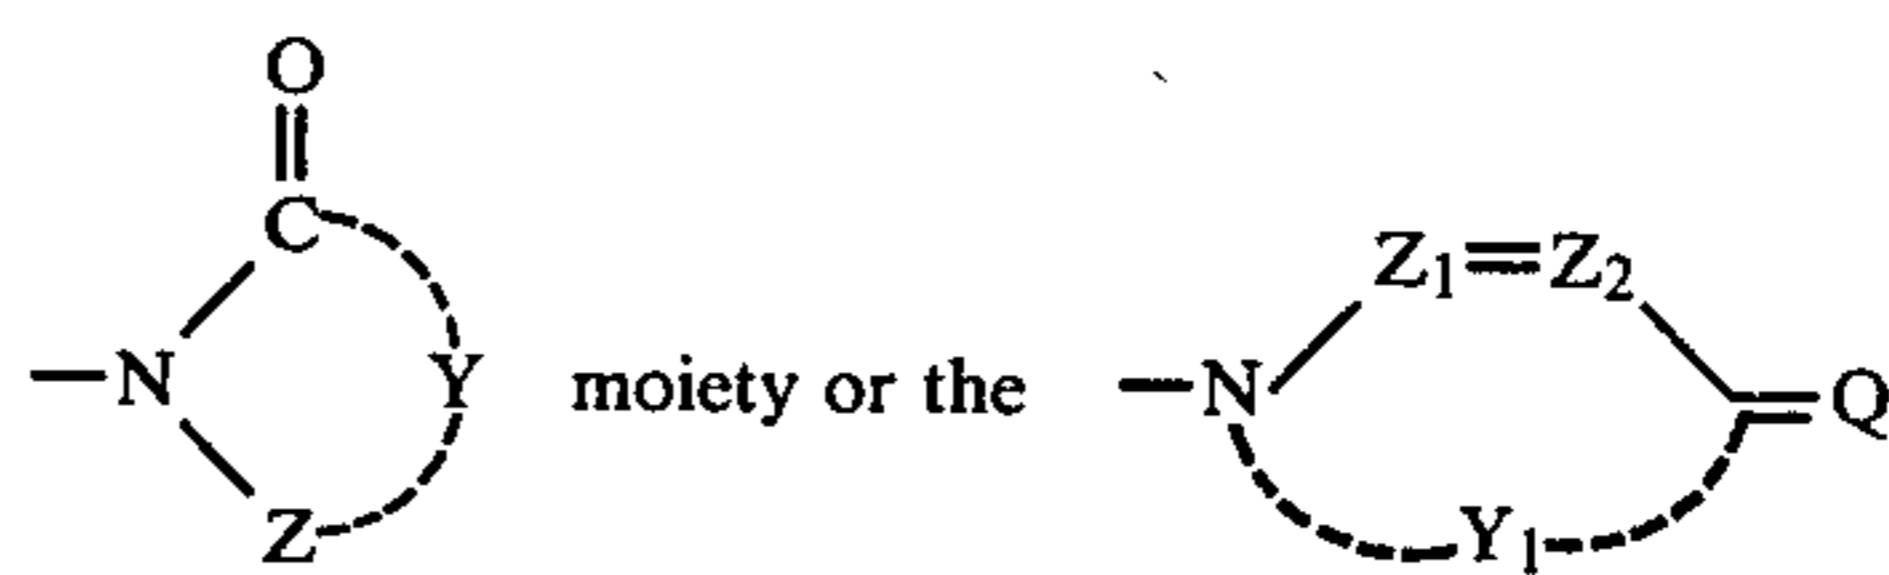 O
C
Z₁=Z₂
–N Y moiety or the –N Q
Z Y₁